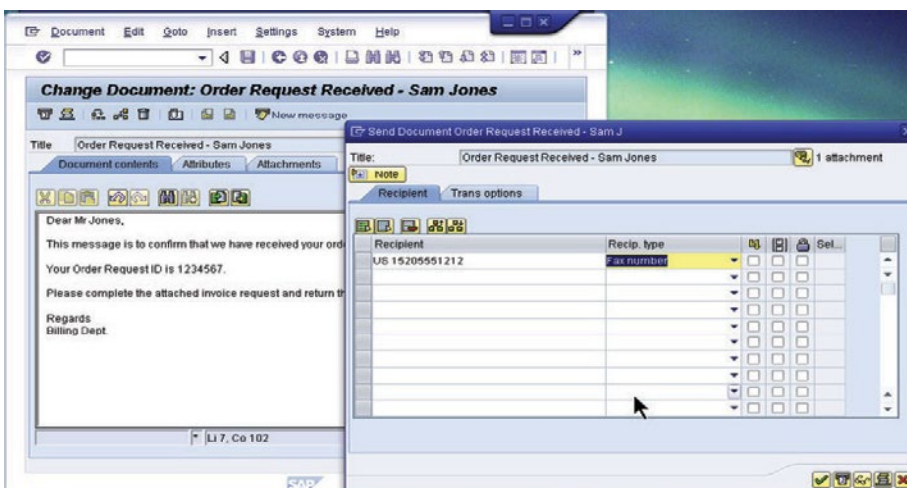 Document Edit Goto Insert Settings System Help
Change Document: Order Request Received - Sam Jones
New message
Title Order Request Received - Sam Jones
Document contents Attributes Attachments
Dear Mr Jones,
This message is to confirm that we have received your
Your Order Request ID is 1234567.
Please complete the attached invoice request and return
Regards
Billing Dept.
Li 7, Co 102
SAP
Send Document Order Request Received - Sam J
Title: Order Request Received - Sam Jones 1 attachment
Note
Recipient Trans options
Recipient Recip. type Sel...
US 15205551212 Fax number